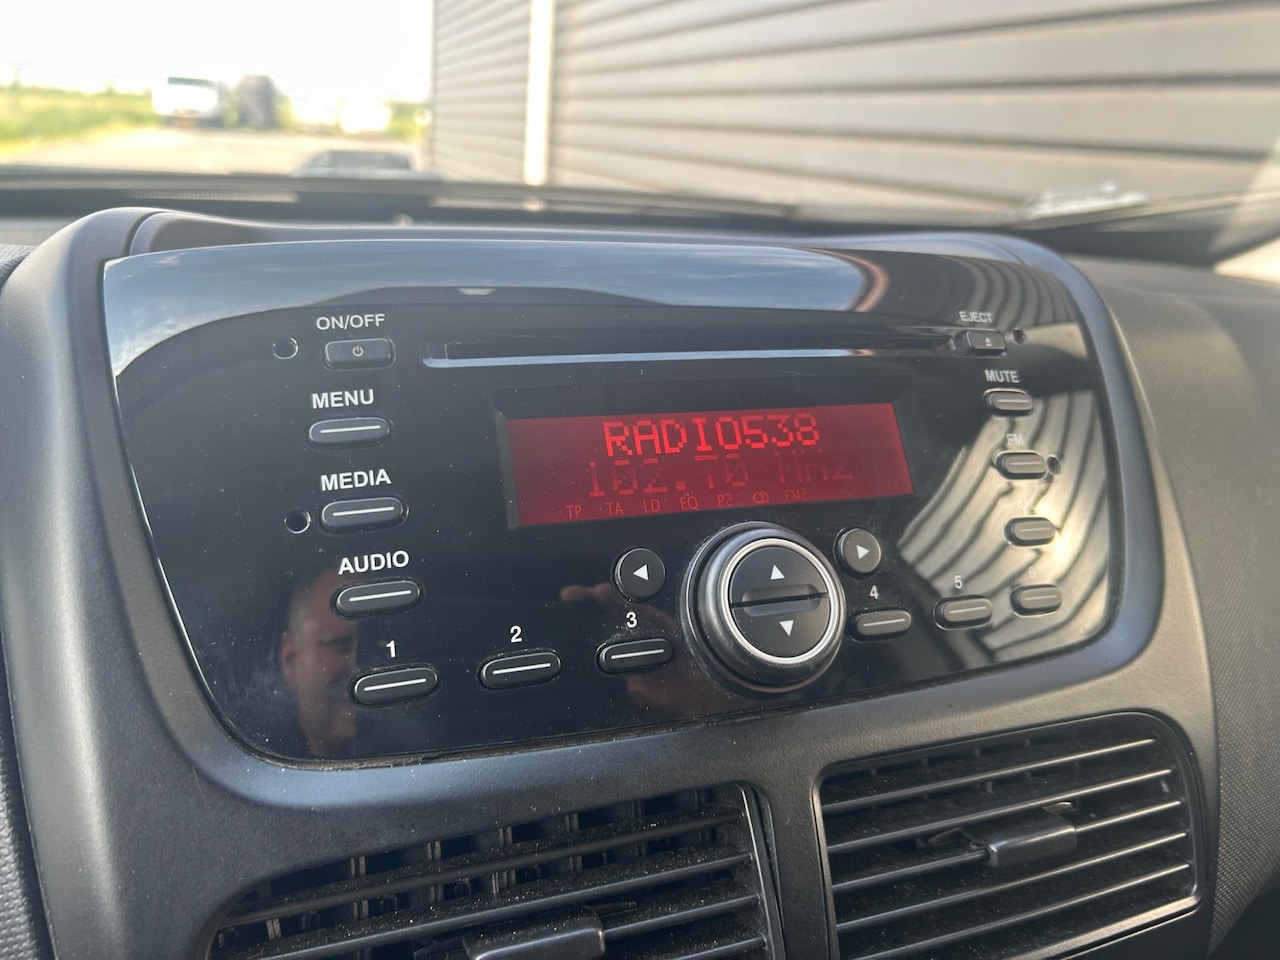 ON/OFF
EJECT
MENU
MUTE
RADIO538
FM
102.70 MHz
MEDIA
TP TA LD EQ P2 CD FM2
AUDIO
1
2
3
4
5
6